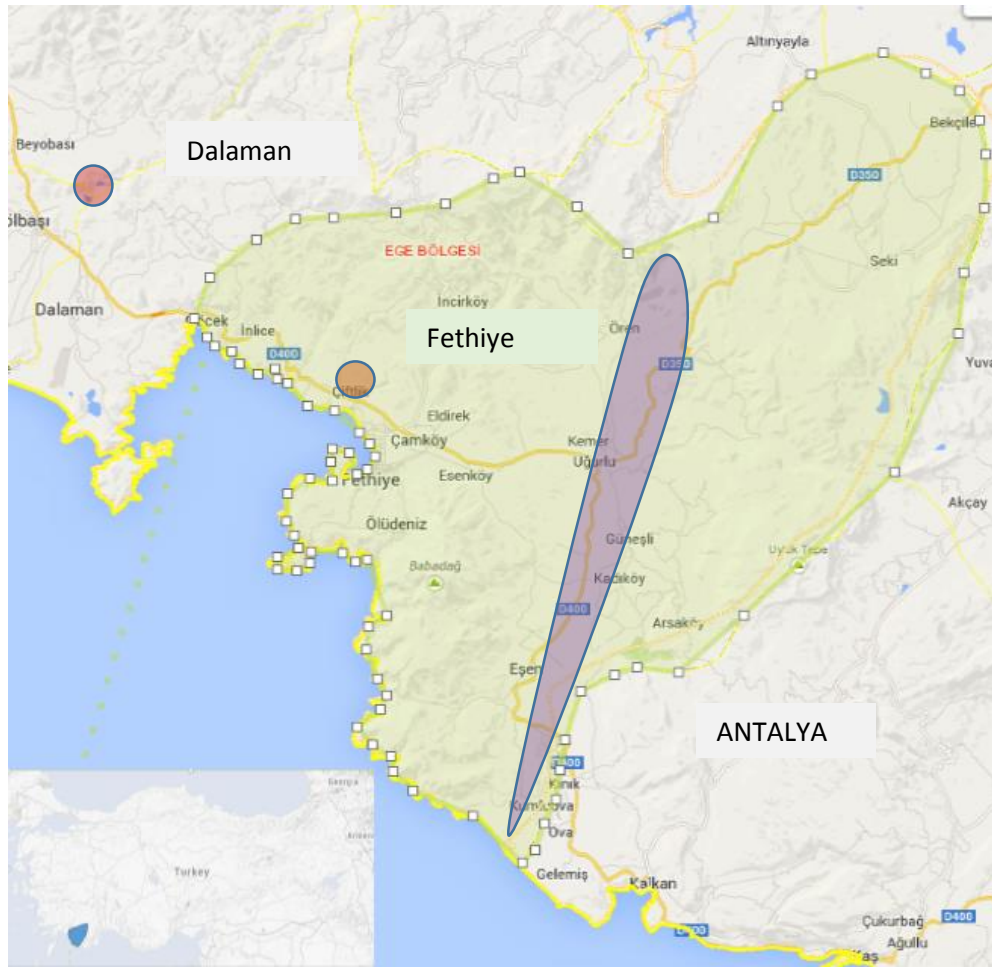 Altınyayla
Bekçiler
Beyobası
Dalaman
D350
ölbaşı
EGE BÖLGESİ
Seki
İncirköy
Dalaman
İnlice
Ören
Fethiye
D400
D350
Yuva
Çiftlik
Eldirek
Çamköy
Kemer
Uğurlu
Esenköy
Fethiye
Akçay
Ölüdeniz
Güneşli
Uyluk Tepe
Babadağ
Kadıköy
D400
Arsaköy
Eşen
ANTALYA
D400
Kınık
Kumluova
Ova
Georgia
Turkey
Gelemiş
Kalkan
Çukurbağ
D400
D400
Ağullu
Kaş